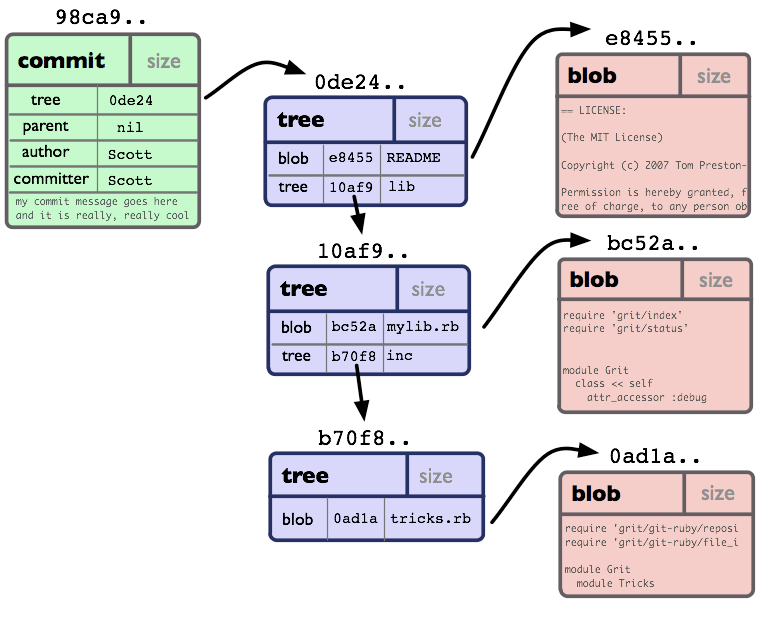 98ca9..
commit size
tree 0de24
parent nil
author Scott
committer Scott
my commit message goes here
and it is really, really cool
0de24..
tree size
blob e8455 README
tree 10af9 lib
10af9..
tree size
blob bc52a mylib.rb
tree b70f8 inc
b70f8..
tree size
blob 0ad1a tricks.rb
e8455..
blob size
== LICENSE:
(The MIT License)
Copyright (c) 2007 Tom Preston-
Permission is hereby granted, f
ree of charge, to any person ob
bc52a..
blob size
require 'grit/index'
require 'grit/status'
module Grit
class << self
attr_accessor :debug
0ad1a..
blob size
require 'grit/git-ruby/reposi
require 'grit/git-ruby/file_i
module Grit
module Tricks